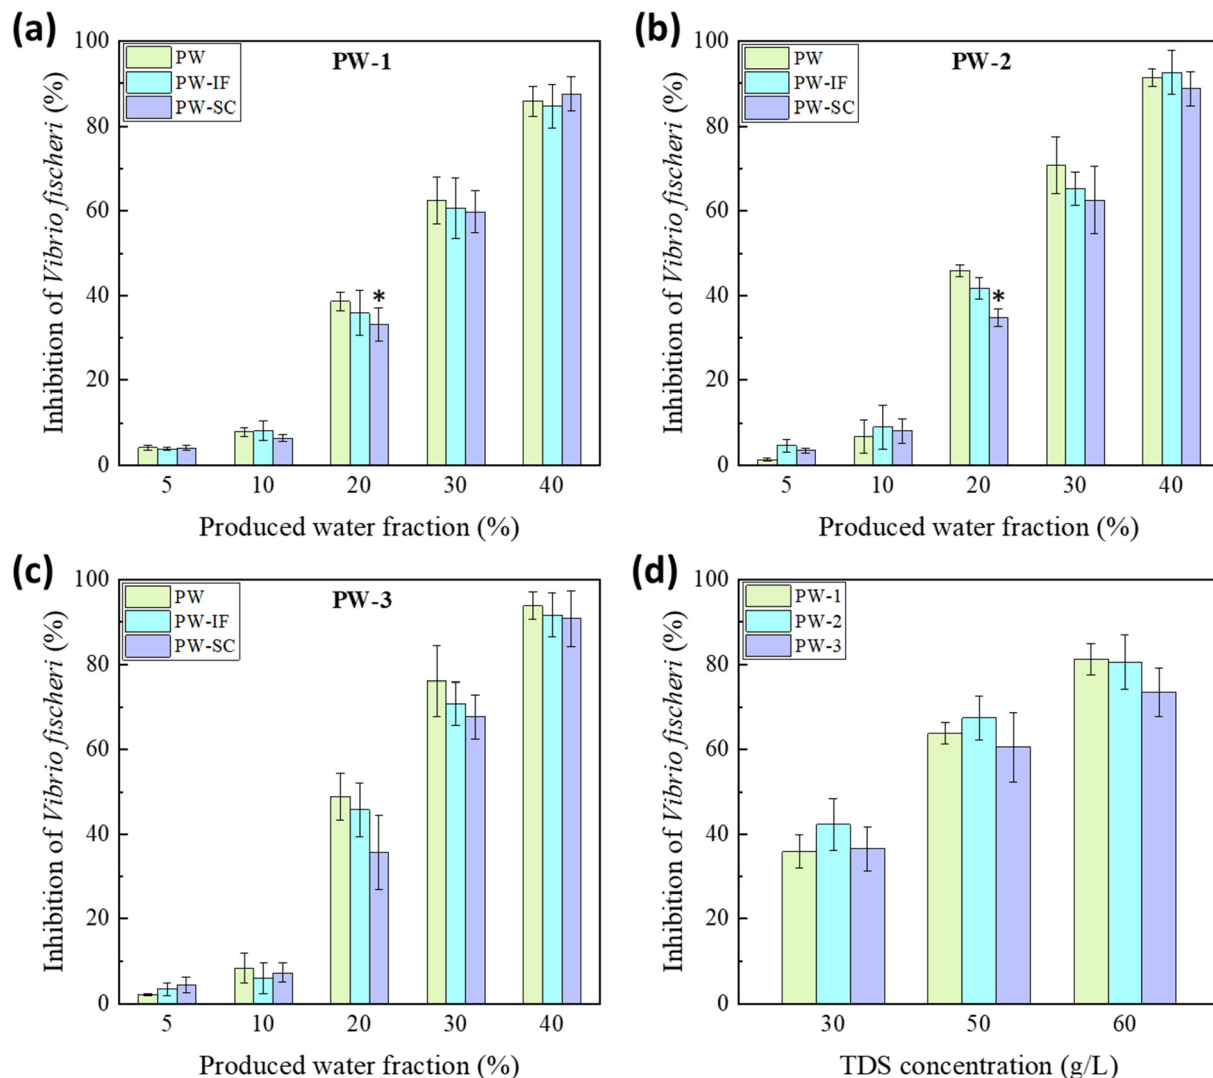 (a)
100
80
60
40
20
0
Inhibition of Vibrio fischeri (%)
PW
PW-IF
PW-SC
PW-1
*
5 10 20 30 40
Produced water fraction (%)
(b)
100
80
60
40
20
0
Inhibition of Vibrio fischeri (%)
PW
PW-IF
PW-SC
PW-2
*
5 10 20 30 40
Produced water fraction (%)
(c)
100
80
60
40
20
0
Inhibition of Vibrio fischeri (%)
PW
PW-IF
PW-SC
PW-3
5 10 20 30 40
Produced water fraction (%)
(d)
100
80
60
40
20
0
Inhibition of Vibrio fischeri (%)
PW-1
PW-2
PW-3
30 50 60
TDS concentration (g/L)